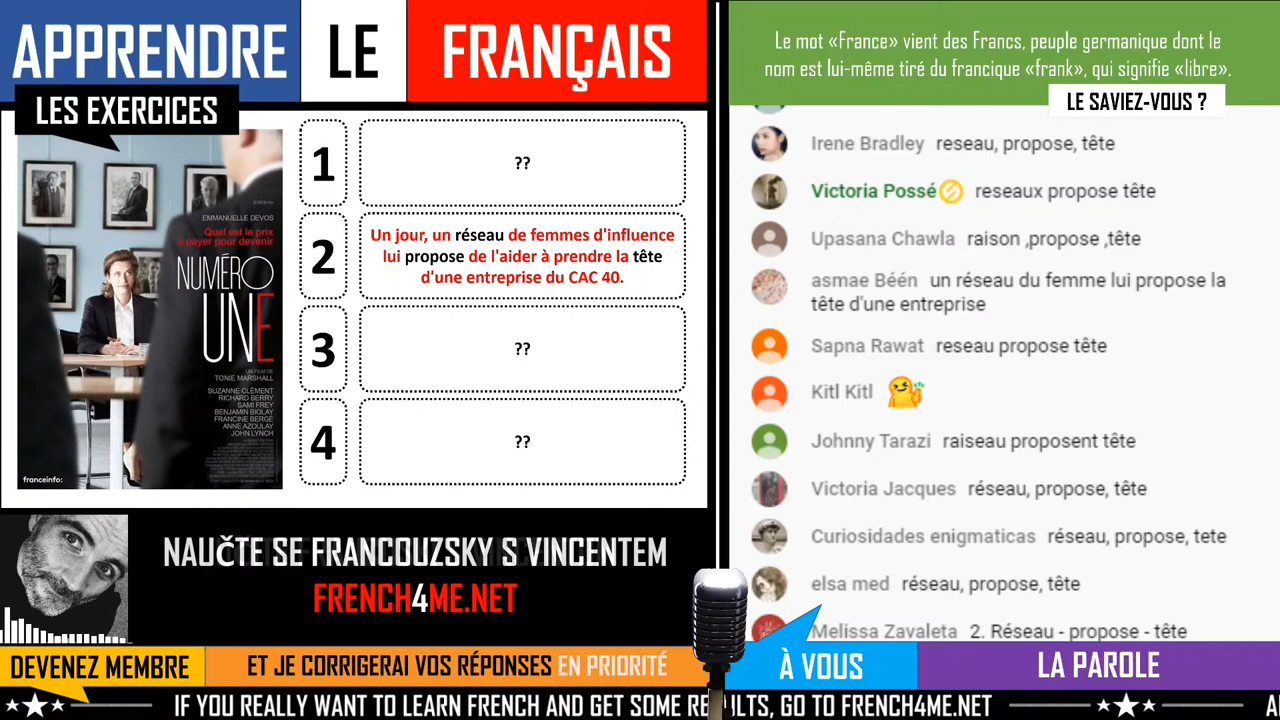 APPRENDRE LE FRANÇAIS
LES EXERCICES
EMMANUELLE DEVOS
Quel est le prix
à payer pour devenir
NUMÉRO
UNE
UN FILM DE
TONIE MARSHALL
SUZANNE CLÉMENT
RICHARD BERRY
SAMI FREY
BENJAMIN BIOLAY
FRANCINE BERGÉ
ANNE AZOULAY
JOHN LYNCH
franceinfo:
1
??
2
Un jour, un réseau de femmes d'influence
lui propose de l'aider à prendre la tête
d'une entreprise du CAC 40.
3
??
4
??
NAUČTE SE FRANCOUZSKY S VINCENTEM
FRENCH4ME.NET
DEVENEZ MEMBRE
ET JE CORRIGERAI VOS RÉPONSES EN PRIORITÉ
Le mot «France» vient des Francs, peuple germanique dont le
nom est lui-même tiré du francique «frank», qui signifie «libre».
LE SAVIEZ-VOUS ?
Irene Bradley reseau, propose, tête
Victoria Possé reseaux propose tête
Upasana Chawla raison ,propose ,tête
asmae Béén un réseau du femme lui propose la
tête d'une entreprise
Sapna Rawat reseau propose tête
Kitl Kitl
Johnny Tarazi raiseau proposent tête
Victoria Jacques réseau, propose, tête
Curiosidades enigmaticas réseau, propose, tete
elsa med réseau, propose, tête
Melissa Zavaleta 2. Réseau - propose - tête
À VOUS
LA PAROLE
IF YOU REALLY WANT TO LEARN FRENCH AND GET SOME RE LTS, GO TO FRENCH4ME.NET